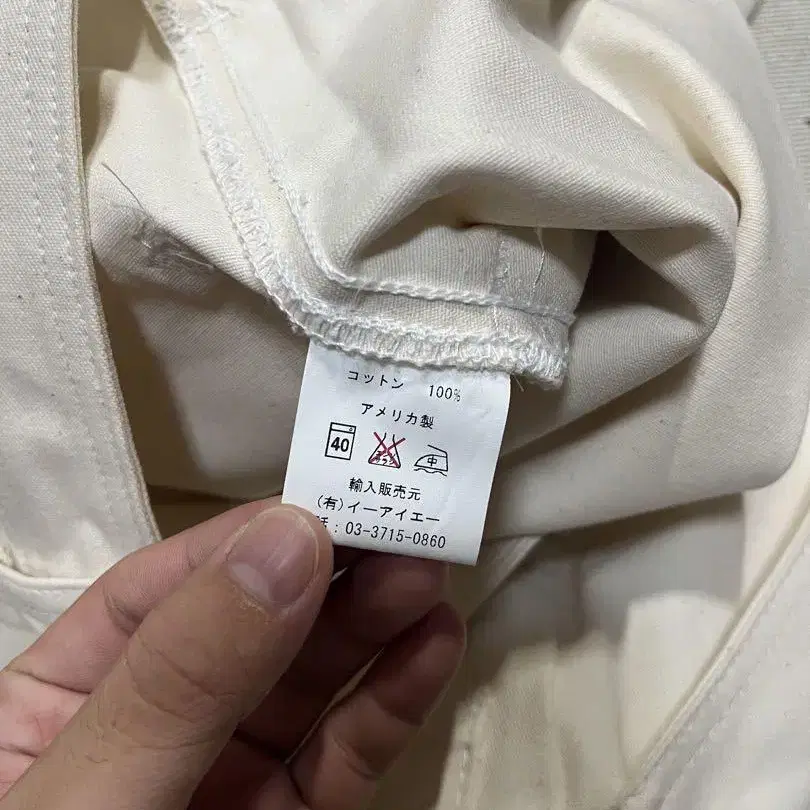 コットン 100%
アメリカ製
40 中
輸入販売元
(有)イーアイエー
: 03-3715-0860